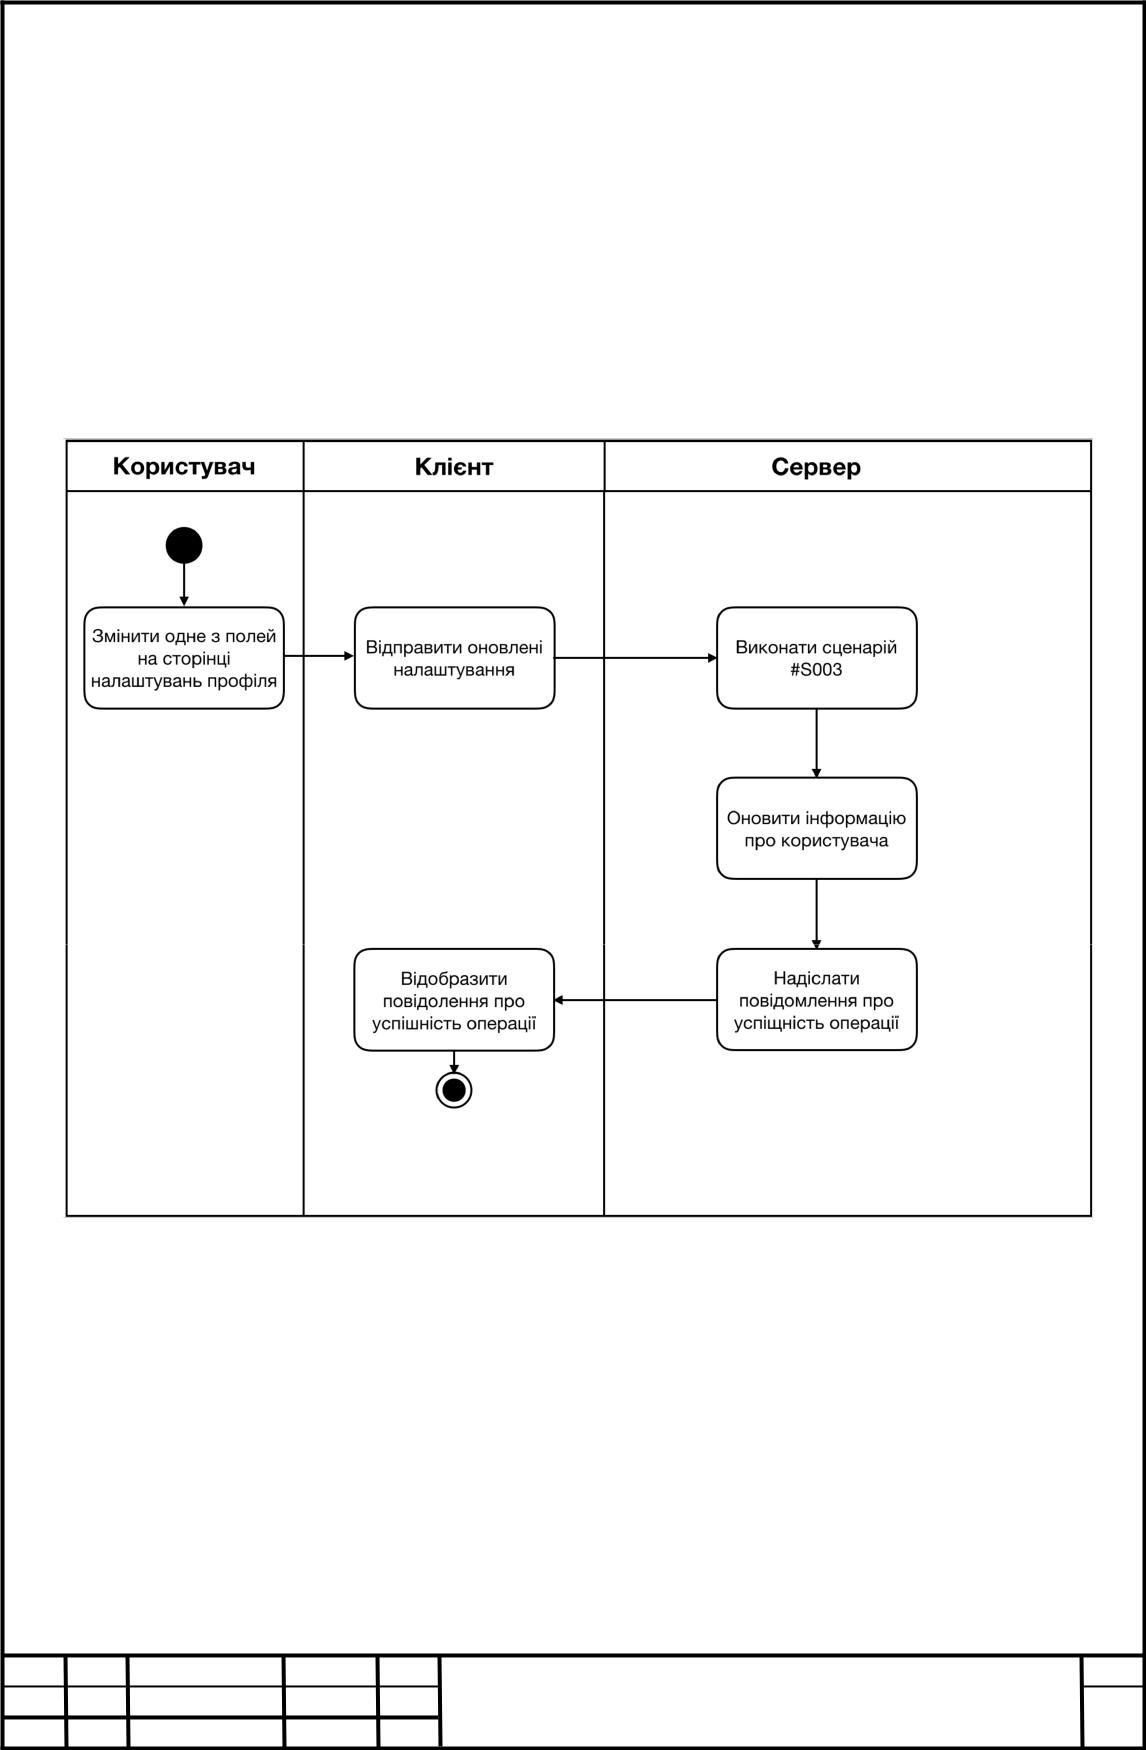 Користувач
Клієнт
Сервер
Змінити одне з полей
на сторінці
налаштувань профіля
Відправити оновлені
налаштування
Виконати сценарій
#S003
Оновити інформацію
про користувача
Надіслати
повідомлення про
успіщність операції
Відобразити
повідолення про
успішність операції